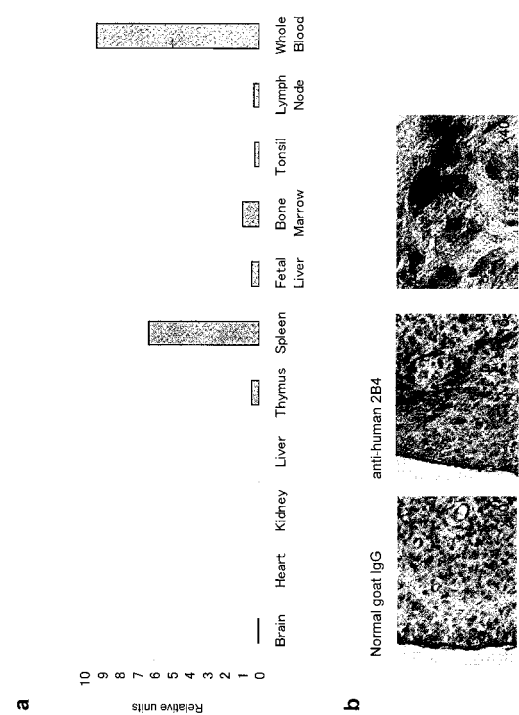 a
Relative units
10
9
8
7
6
5
4
3
2
1
0
Brain
Heart
Kidney
Liver
Thymus
Spleen
Fetal
Liver
Bone
Marrow
Tonsil
Lymph
Node
Whole
Blood
b
Normal goat IgG
anti-human 2B4